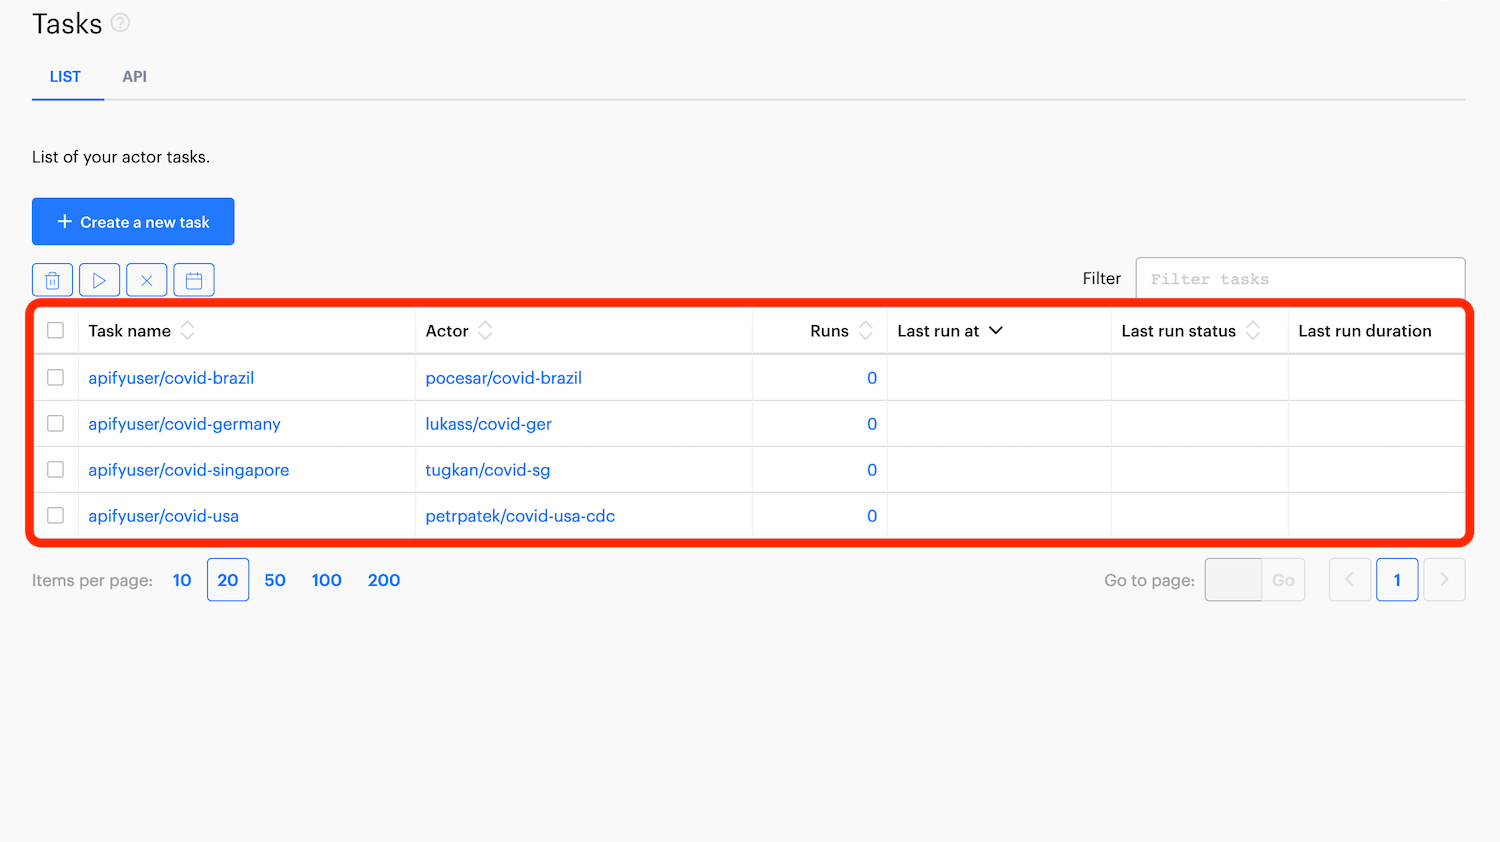 Tasks
LIST API
List of your actor tasks.
+ Create a new task
Filter Filter tasks
Task name Actor Runs Last run at Last run status Last run duration
apifyuser/covid-brazil pocesar/covid-brazil 0
apifyuser/covid-germany lukass/covid-ger 0
apifyuser/covid-singapore tugkan/covid-sg 0
apifyuser/covid-usa petrpatek/covid-usa-cdc 0
Items per page: 10 20 50 100 200 Go to page: Go 1